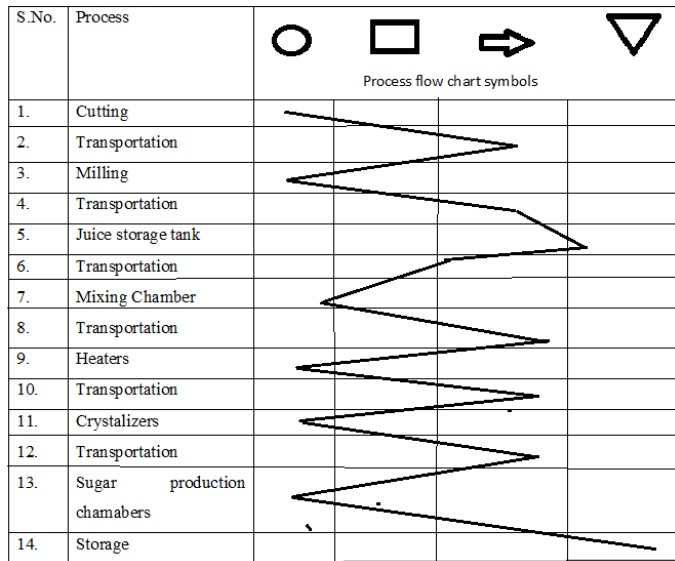 S.No. Process
Process flow chart symbols
1. Cutting
2. Transportation
3. Milling
4. Transportation
5. Juice storage tank
6. Transportation
7. Mixing Chamber
8. Transportation
9. Heaters
10. Transportation
11. Crystalizers
12. Transportation
13. Sugar production
chamabers
14. Storage